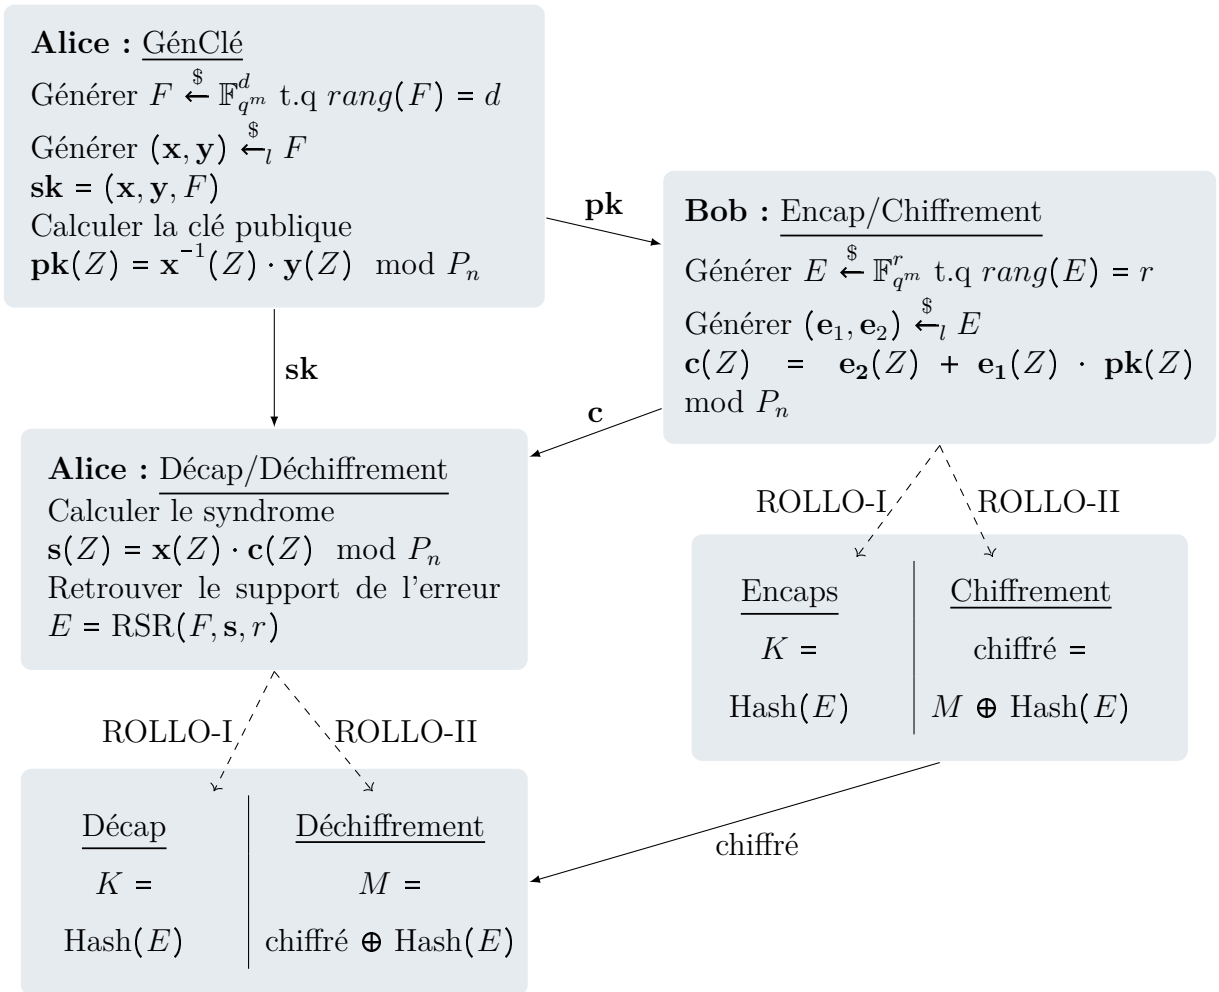 Alice : GénClé
Générer F ←$ 𝔽_{q^m}^d t.q rang(F) = d
Générer (x, y) ←$_l F
sk = (x, y, F)
Calculer la clé publique
pk(Z) = x^{-1}(Z) · y(Z) mod P_n
pk
Bob : Encap/Chiffrement
Générer E ←$ 𝔽_{q^m}^r t.q rang(E) = r
Générer (e_1, e_2) ←$_l E
c(Z) = e_2(Z) + e_1(Z) · pk(Z)
mod P_n
sk
c
Alice : Décap/Déchiffrement
Calculer le syndrome
s(Z) = x(Z) · c(Z) mod P_n
Retrouver le support de l'erreur
E = RSR(F, s, r)
ROLLO-I
ROLLO-II
Encaps
K =
Hash(E)
Chiffrement
chiffré =
M ⊕ Hash(E)
ROLLO-I
ROLLO-II
Décap
K =
Hash(E)
Déchiffrement
M =
chiffré ⊕ Hash(E)
chiffré